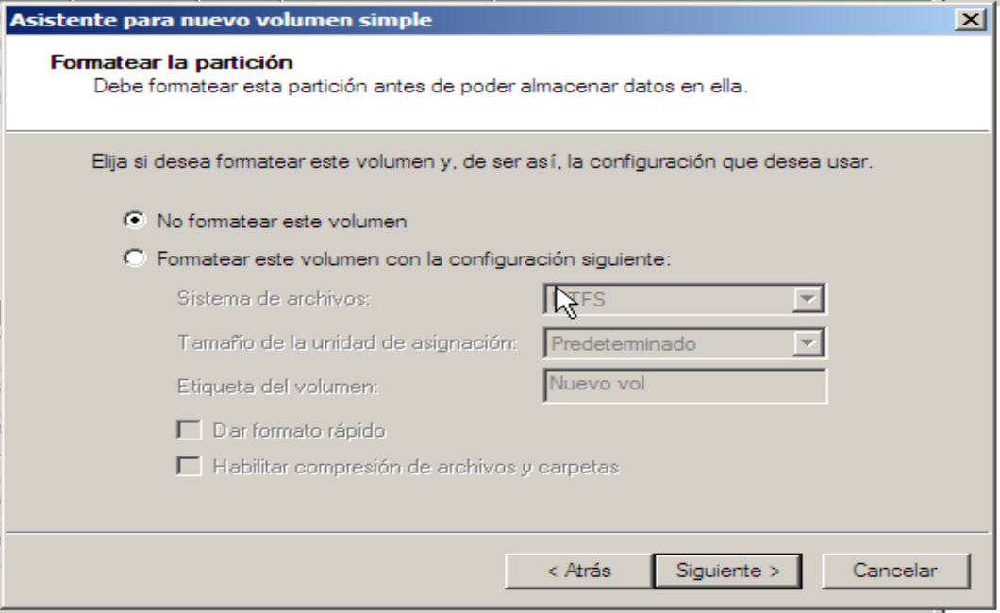 Asistente para nuevo volumen simple
Formatear la partición
Debe formatear esta partición antes de poder almacenar datos en ella.
Elija si desea formatear este volumen y, de ser así, la configuración que desea usar.
No formatear este volumen
Formatear este volumen con la configuración siguiente:
Sistema de archivos: NTFS
Tamaño de la unidad de asignación: Predeterminado
Etiqueta del volumen: Nuevo vol
Dar formato rápido
Habilitar compresión de archivos y carpetas
< Atrás Siguiente > Cancelar